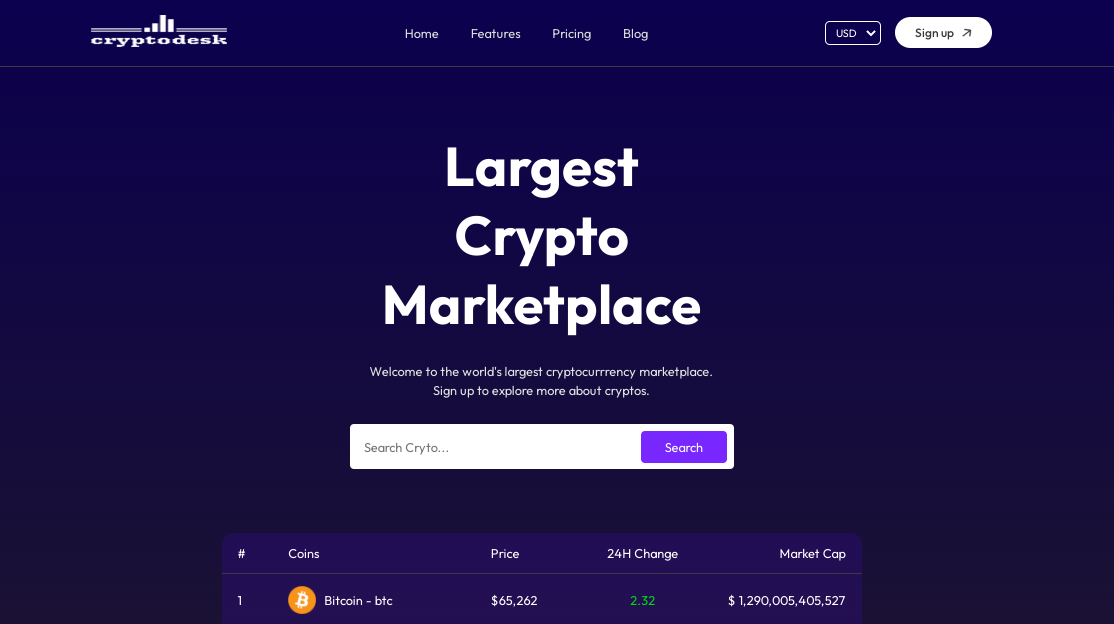 cryptodesk
Home Features Pricing Blog
USD
Sign up
Largest
Crypto
Marketplace
Welcome to the world's largest cryptocurrrency marketplace.
Sign up to explore more about cryptos.
Search Cryto...
Search
# Coins Price 24H Change Market Cap
1 Bitcoin - btc $65,262 2.32 $ 1,290,005,405,527